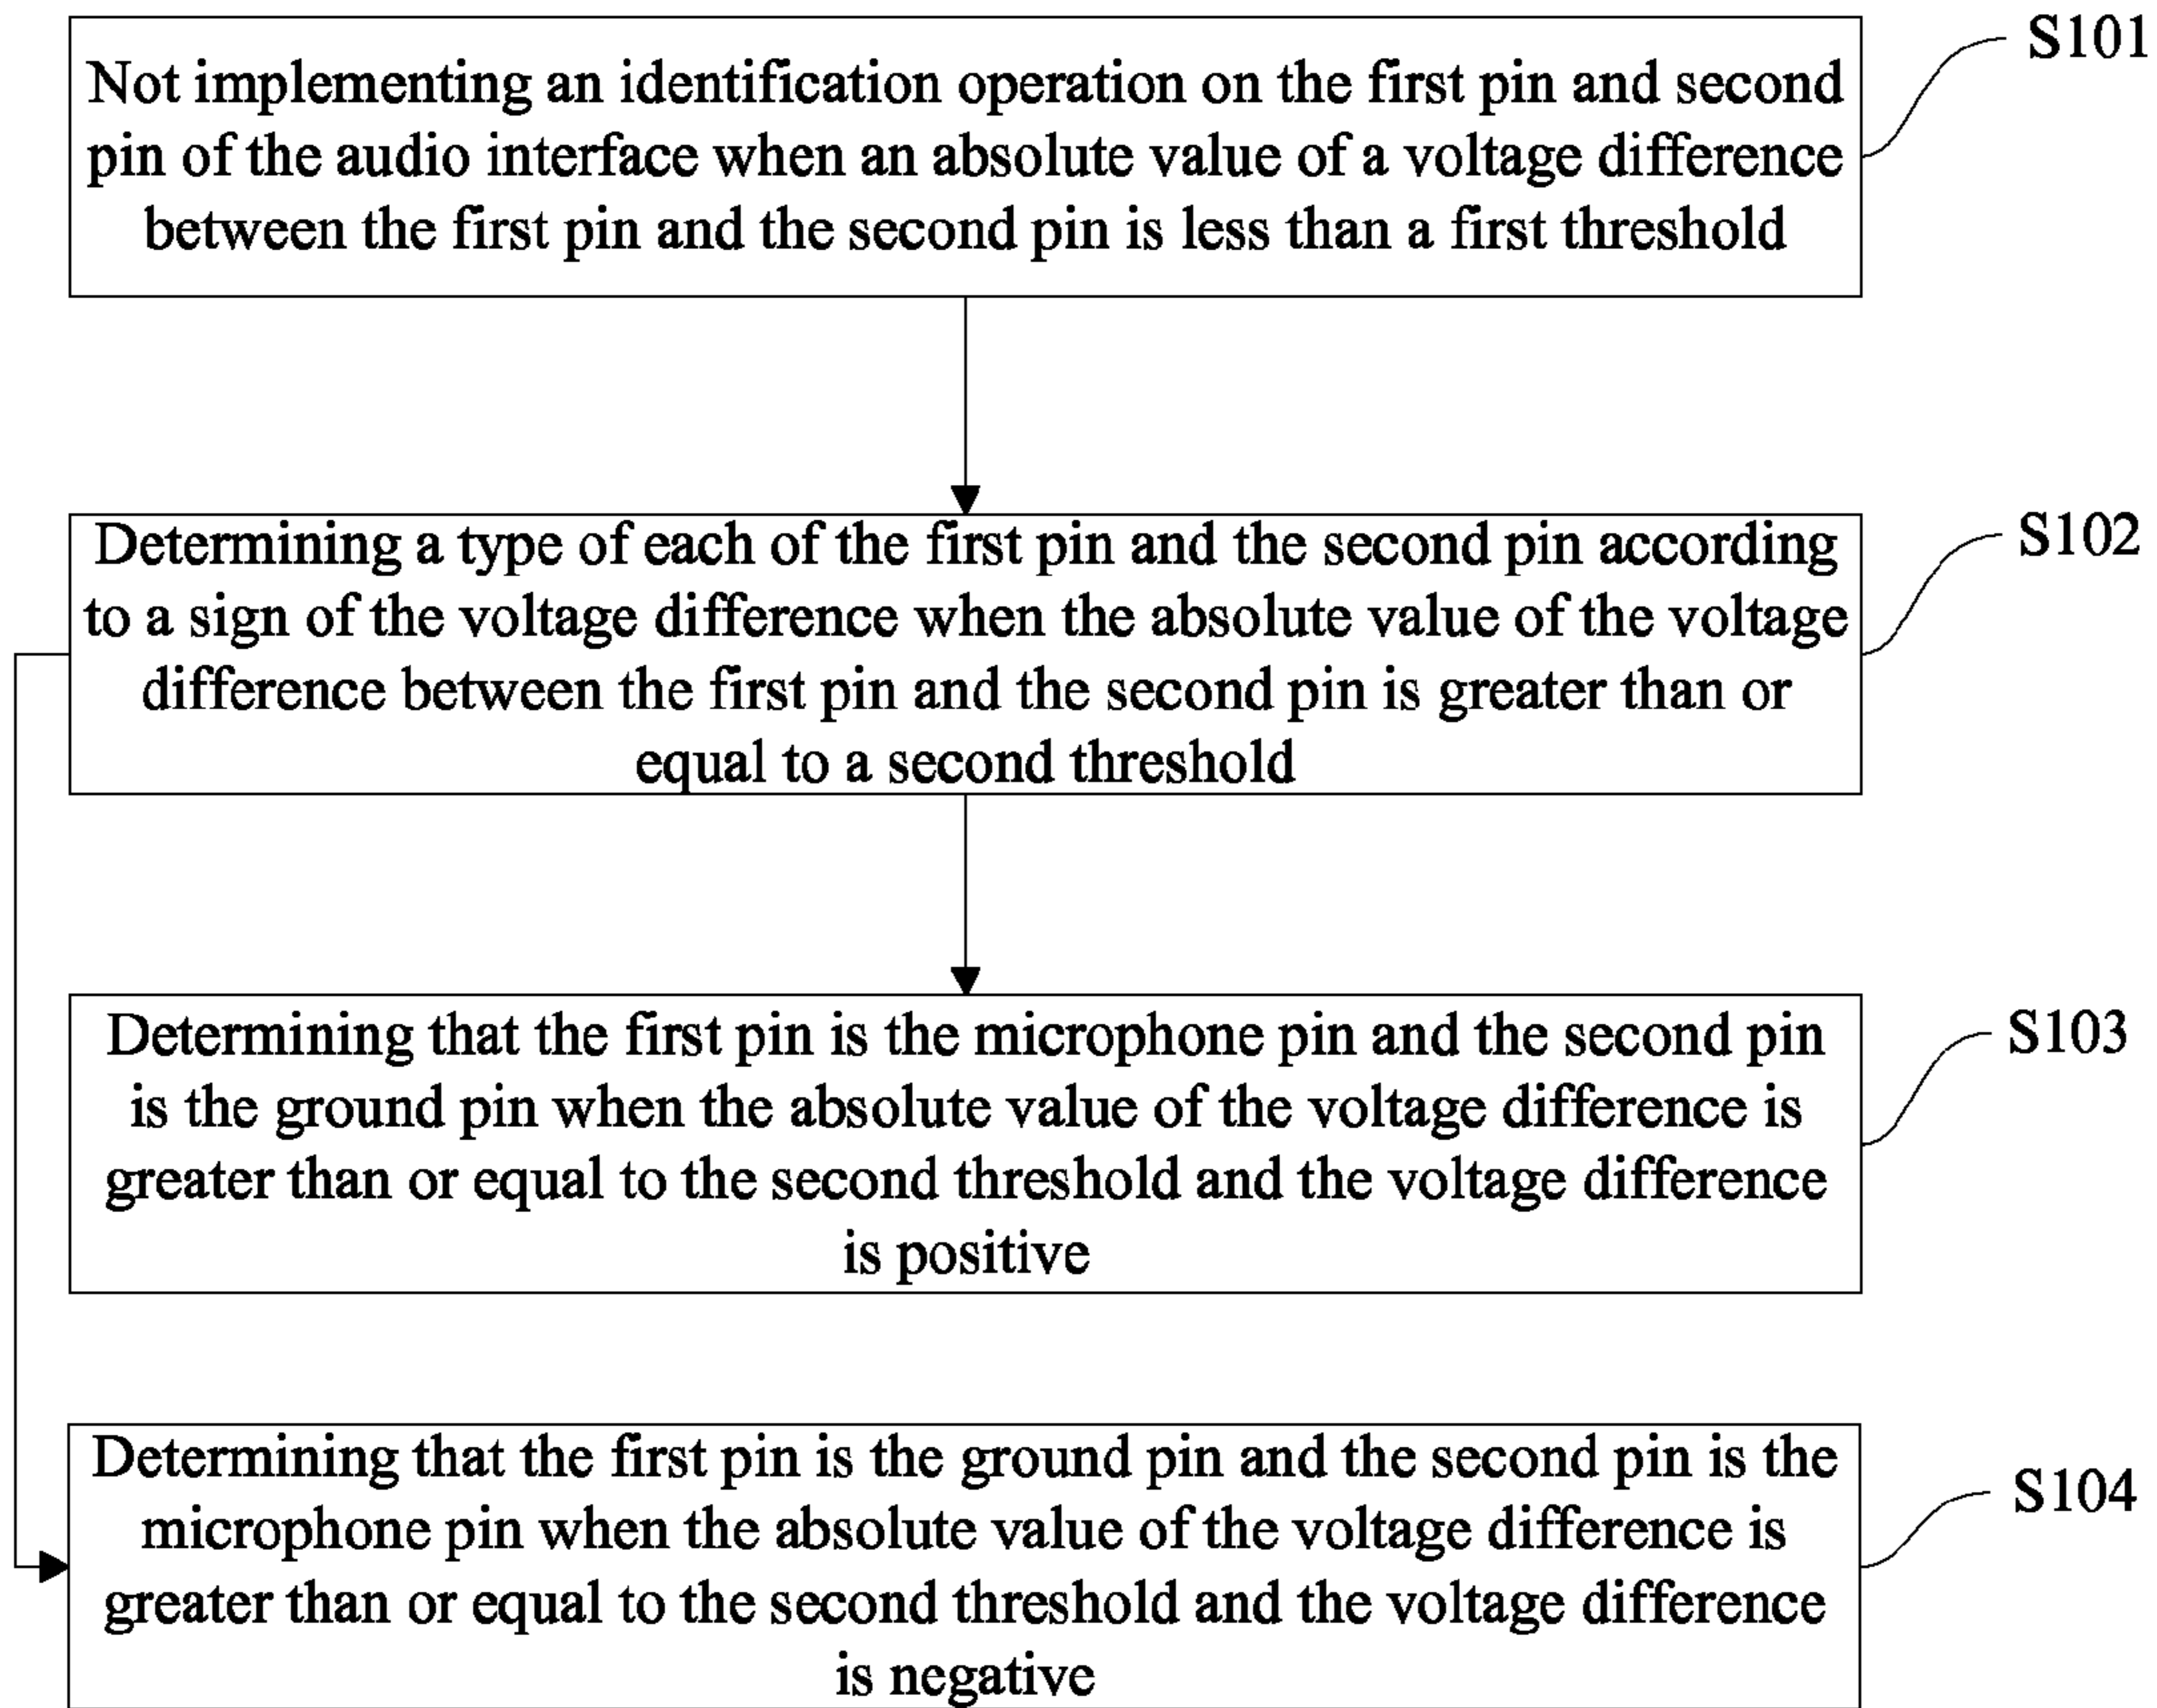 Not implementing an identification operation on the first pin and second
pin of the audio interface when an absolute value of a voltage difference
between the first pin and the second pin is less than a first threshold
S101
Determining a type of each of the first pin and the second pin according
to a sign of the voltage difference when the absolute value of the voltage
difference between the first pin and the second pin is greater than or
equal to a second threshold
S102
Determining that the first pin is the microphone pin and the second pin
is the ground pin when the absolute value of the voltage difference is
greater than or equal to the second threshold and the voltage difference
is positive
S103
Determining that the first pin is the ground pin and the second pin is the
microphone pin when the absolute value of the voltage difference is
greater than or equal to the second threshold and the voltage difference
is negative
S104